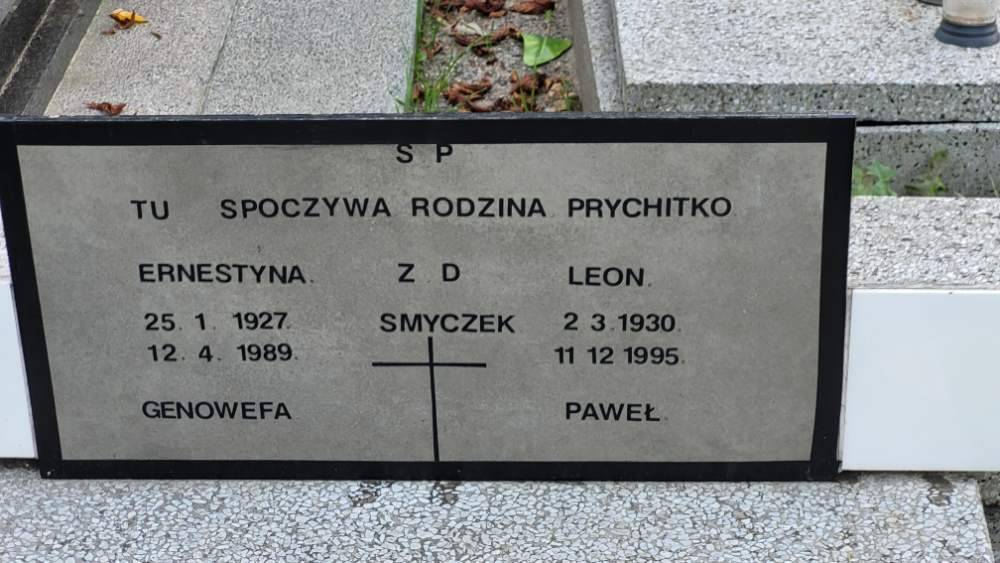 S P
TU SPOCZYWA RODZINA PRYCHITKO
ERNESTYNA. Z. D LEON.
25. 1. 1927. SMYCZEK 2 3. 1930.
12. 4. 1989. 11 12 1995.
GENOWEFA PAWEŁ.